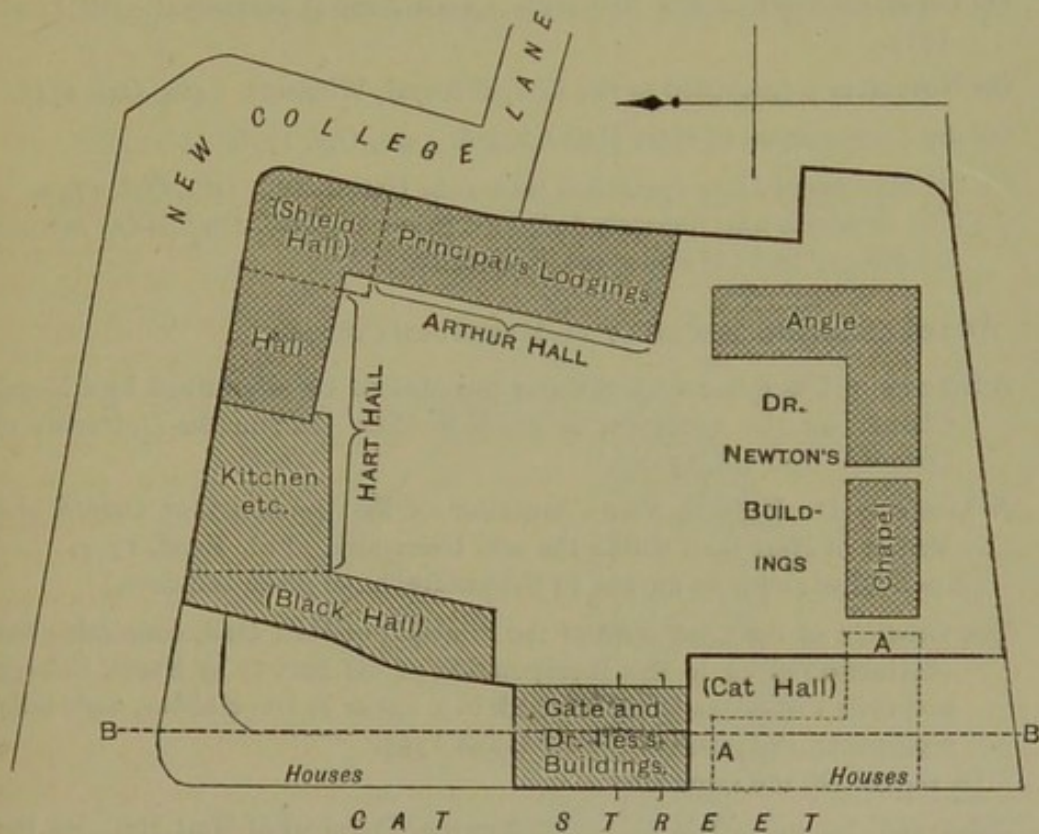 NEW COLLEGE LANE
(Shield
Hall)
Principal's Lodgings
Hall
ARTHUR HALL
HART HALL
Angle
DR.
NEWTON'S
BUILD-
INGS
Kitchen
etc.
Chapel
(Black Hall)
A
(Cat Hall)
Gate and
Dr. Iles's
Buildings.
A
B
B
Houses
Houses
CAT STREET